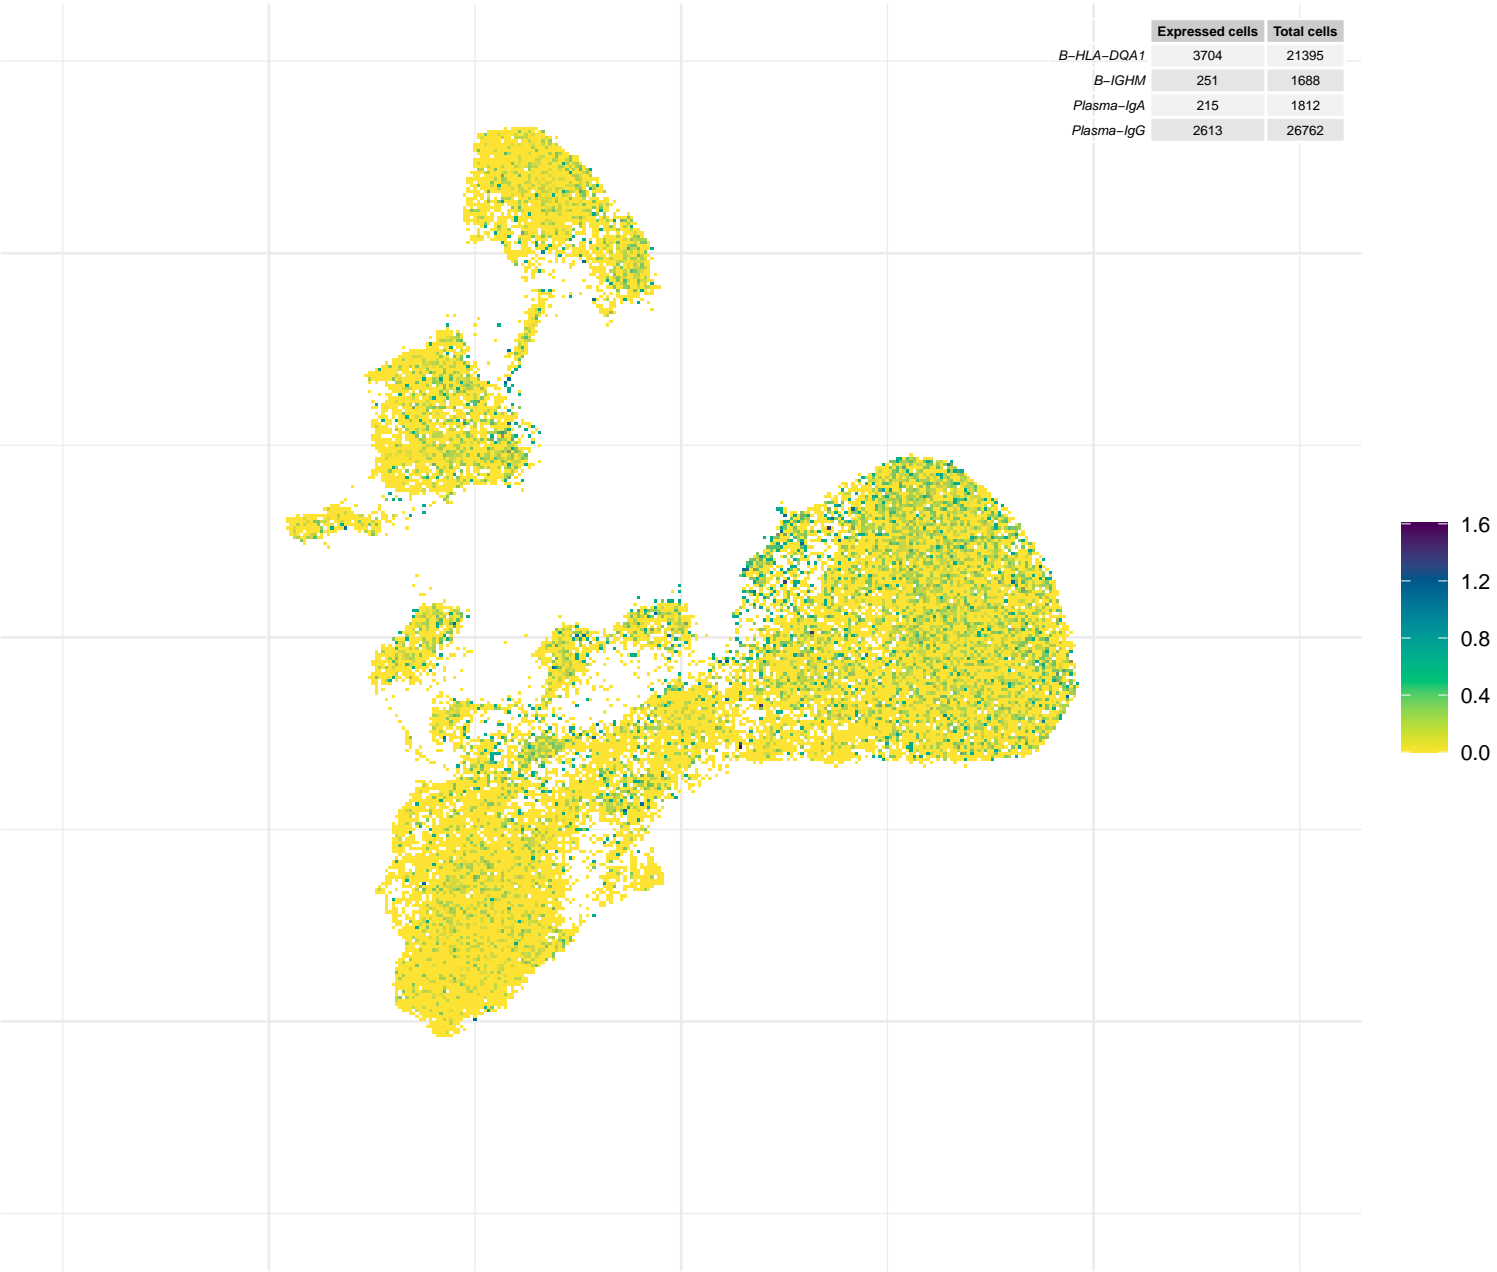 Expressed cells Total cells
B−HLA−DQA1 3704 21395
B−IGHM 251 1688
Plasma−IgA 215 1812
Plasma−IgG 2613 26762
1.6
1.2
0.8
0.4
0.0